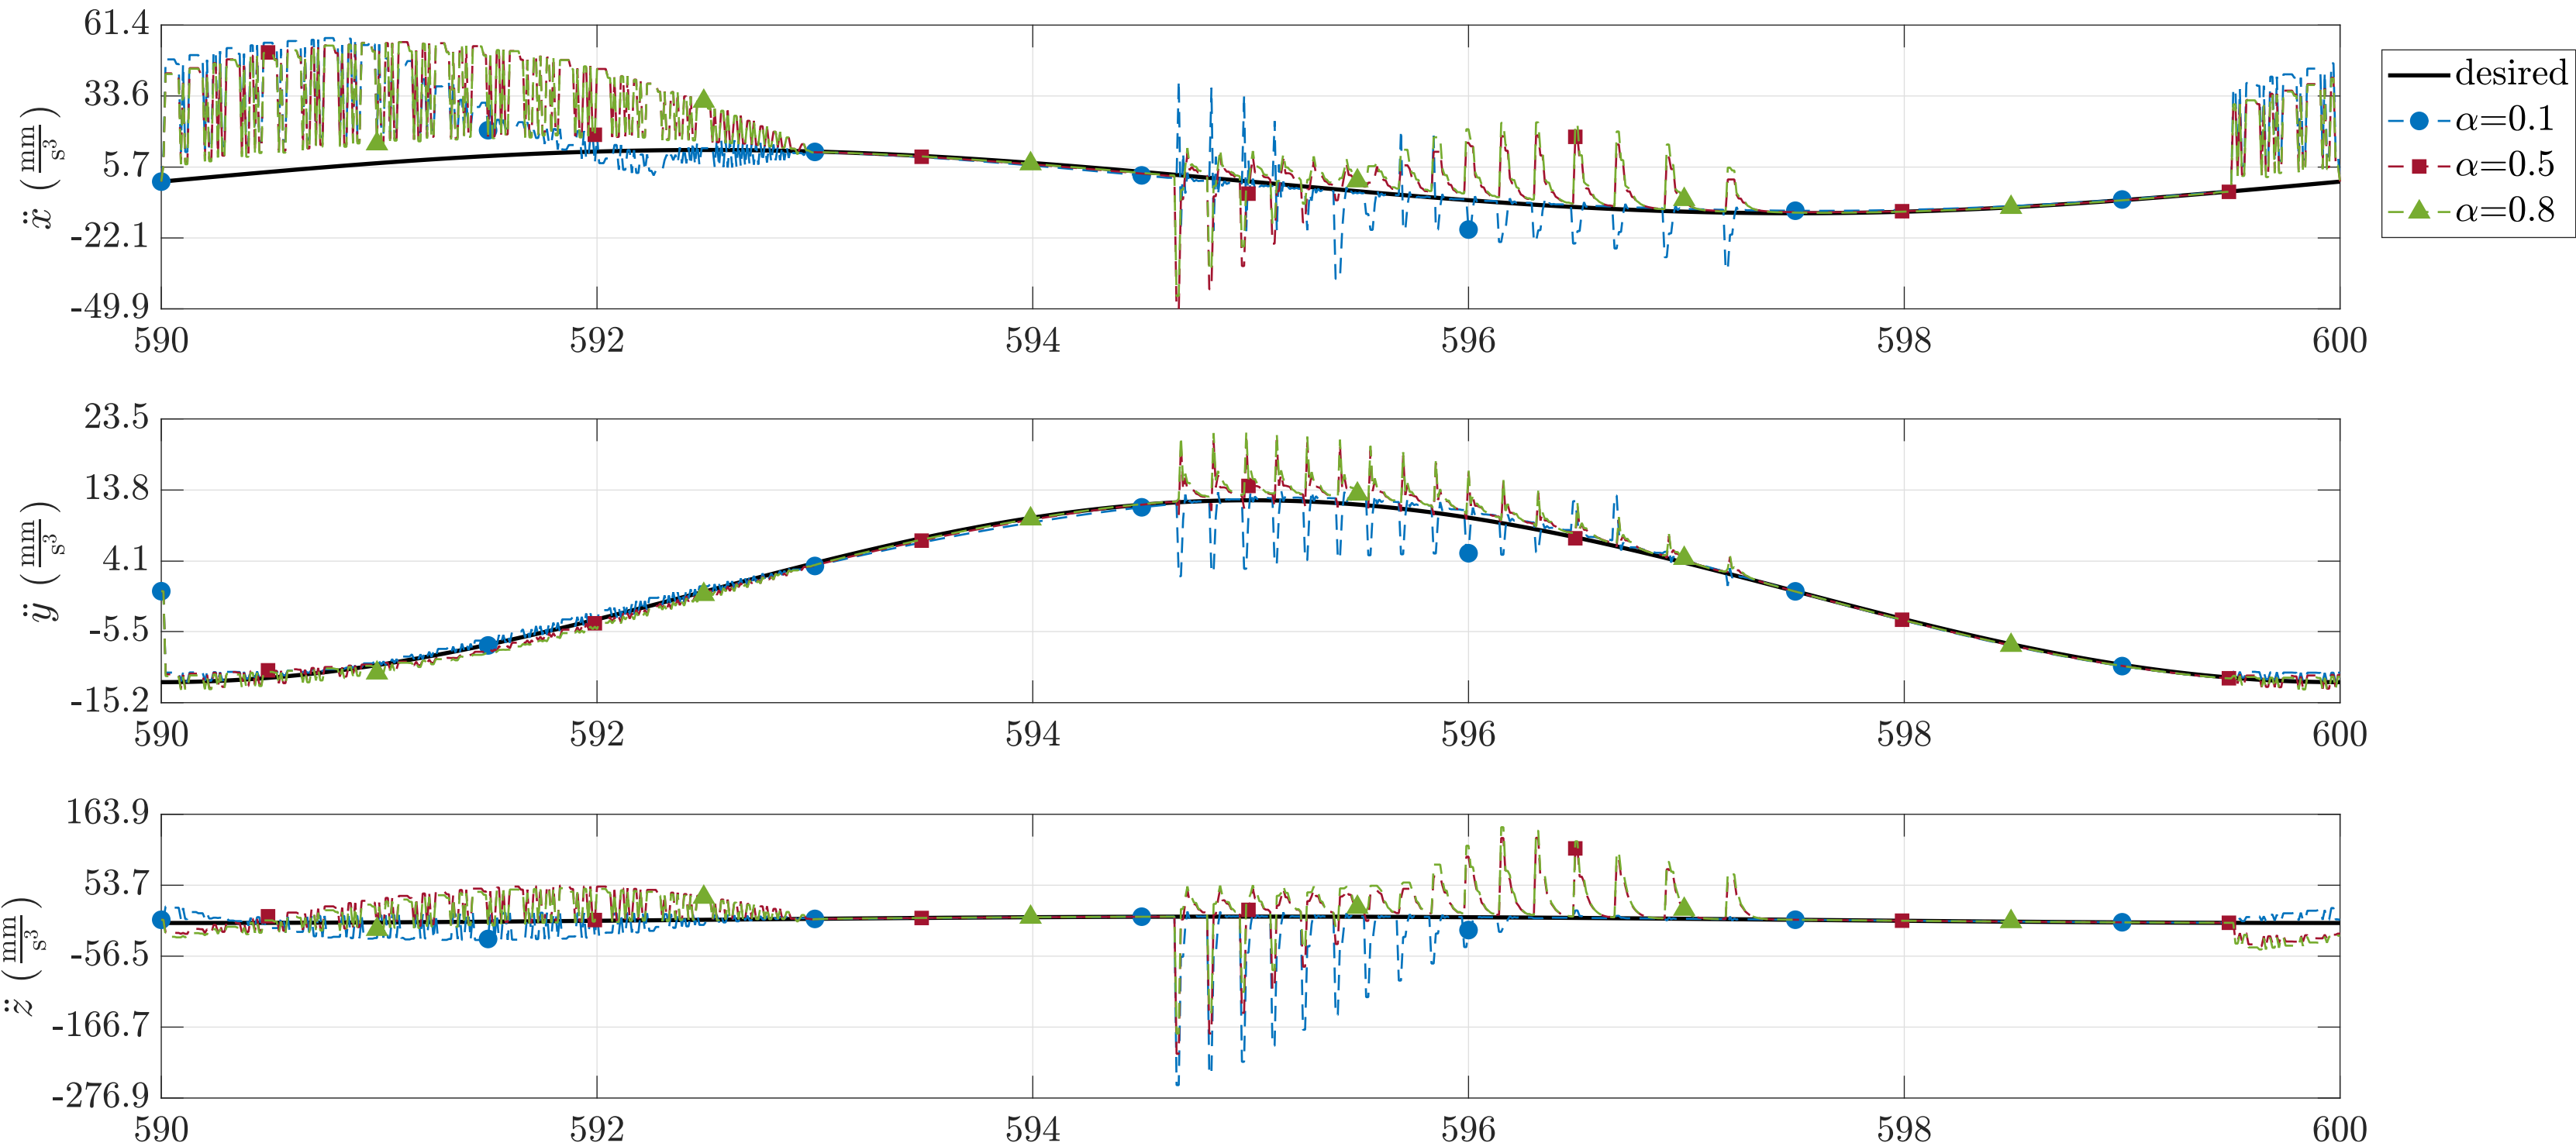 61.4
33.6
5.7
-22.1
-49.9
ẍ (mm/s³)
590 592 594 596 598 600
desired
α=0.1
α=0.5
α=0.8
23.5
13.8
4.1
-5.5
-15.2
ÿ (mm/s³)
590 592 594 596 598 600
163.9
53.7
-56.5
-166.7
-276.9
z̈ (mm/s³)
590 592 594 596 598 600